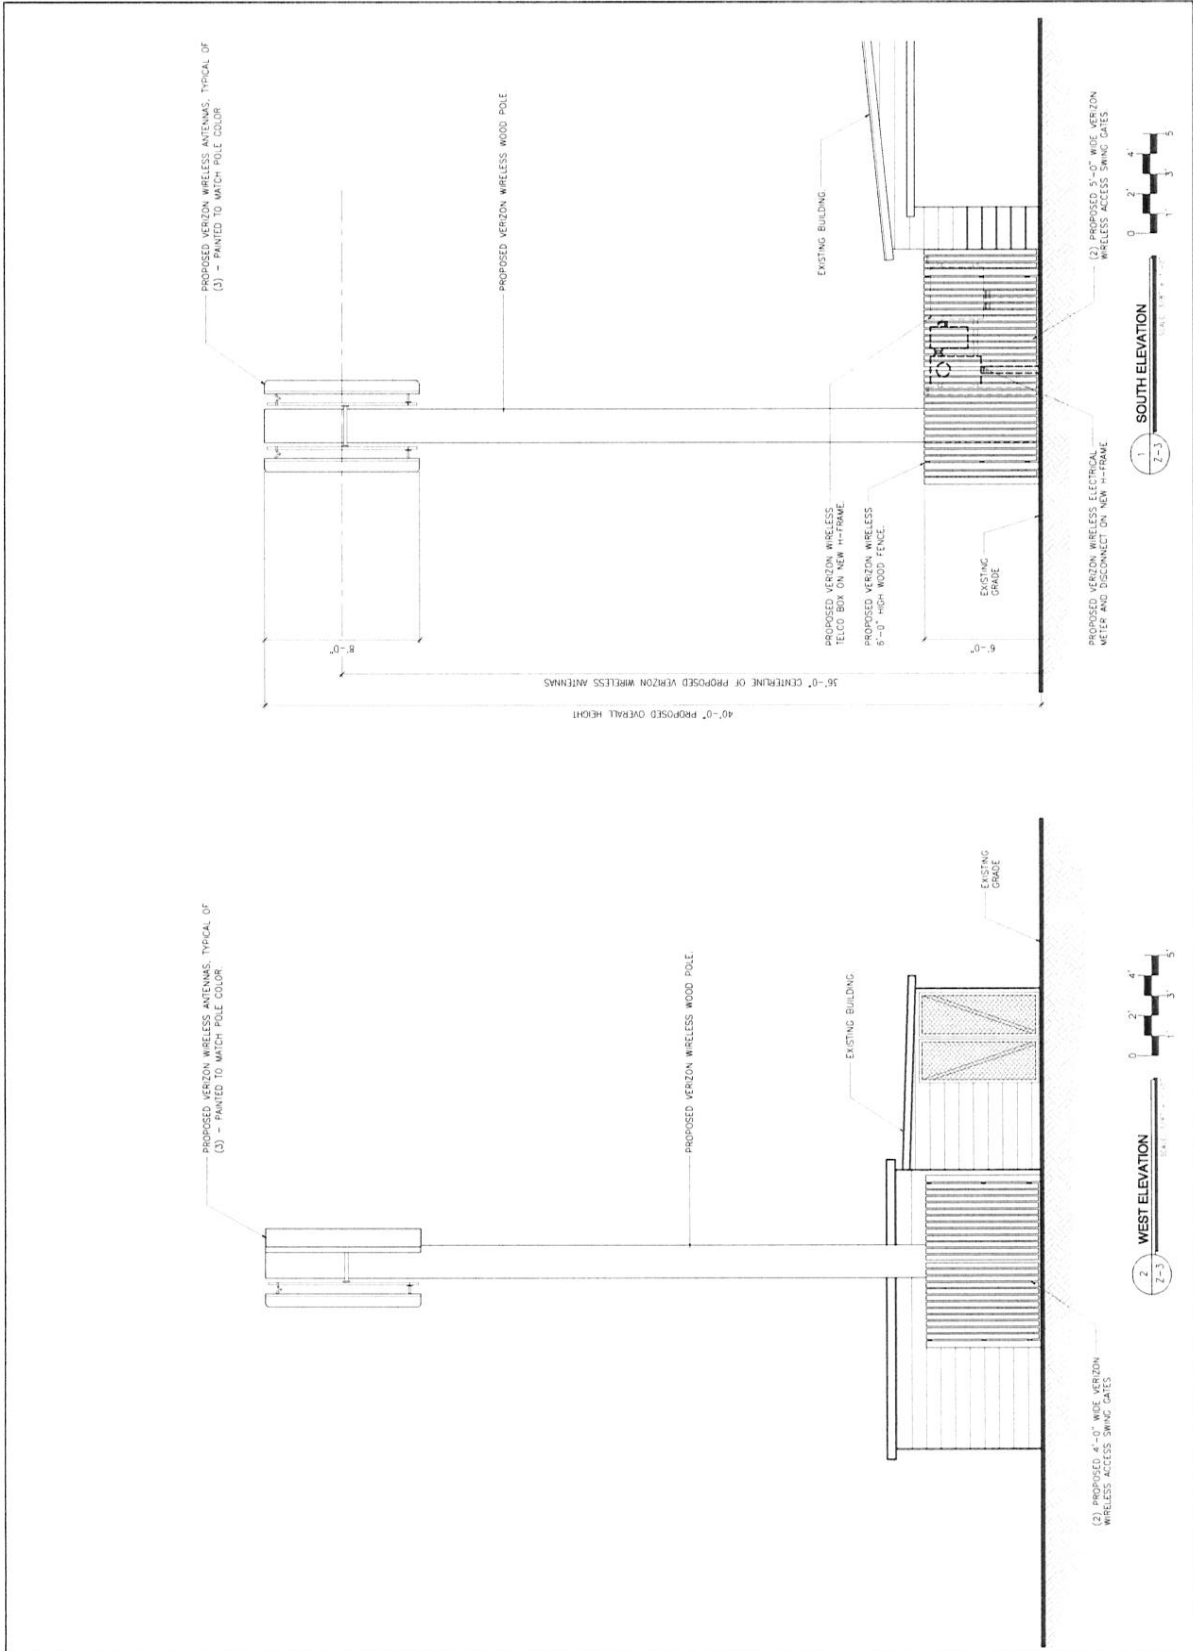 PROPOSED VERIZON WIRELESS ANTENNAS, TYPICAL OF
(3) - PAINTED TO MATCH POLE COLOR
PROPOSED VERIZON WIRELESS WOOD POLE.
EXISTING BUILDING
EXISTING
GRADE
(2) PROPOSED 4'-0" WIDE VERIZON
WIRELESS ACCESS SWING GATES
2
Z-3
WEST ELEVATION
0
2'
4'
1'
3'
5'
PROPOSED VERIZON WIRELESS ANTENNAS, TYPICAL OF
(3) - PAINTED TO MATCH POLE COLOR
PROPOSED VERIZON WIRELESS WOOD POLE
EXISTING BUILDING
8'-0"
36'-0" CENTERLINE OF PROPOSED VERIZON WIRELESS ANTENNAS
40'-0" PROPOSED OVERALL HEIGHT
6'-0"
PROPOSED VERIZON WIRELESS
TELCO BOX ON NEW H-FRAME
PROPOSED VERIZON WIRELESS
6'-0" HIGH WOOD FENCE.
EXISTING
GRADE
PROPOSED VERIZON WIRELESS ELECTRICAL
METER AND DISCONNECT ON NEW H-FRAME
(2) PROPOSED 5'-0" WIDE VERIZON
WIRELESS ACCESS SWING GATES
1
Z-3
SOUTH ELEVATION
0
2'
4'
1'
3'
5'